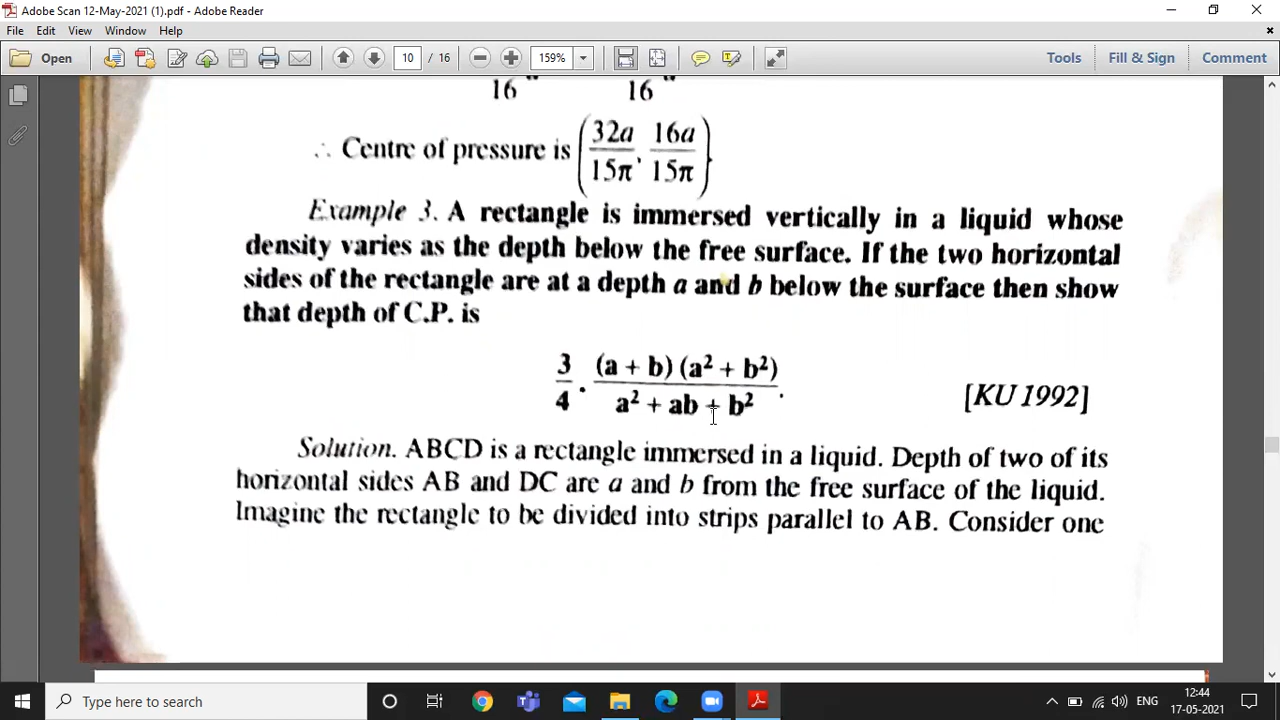 Adobe Scan 12-May-2021 (1).pdf - Adobe Reader
File Edit View Window Help
Open 10 / 16 159% Tools Fill & Sign Comment
16 16
∴ Centre of pressure is (32a/15π, 16a/15π)
Example 3. A rectangle is immersed vertically in a liquid whose
density varies as the depth below the free surface. If the two horizontal
sides of the rectangle are at a depth a and b below the surface then show
that depth of C.P. is
3/4 . (a + b) (a² + b²) / a² + ab + b² . [KU 1992]
Solution. ABCD is a rectangle immersed in a liquid. Depth of two of its
horizontal sides AB and DC are a and b from the free surface of the liquid.
Imagine the rectangle to be divided into strips parallel to AB. Consider one
Type here to search
ENG
12:44
17-05-2021